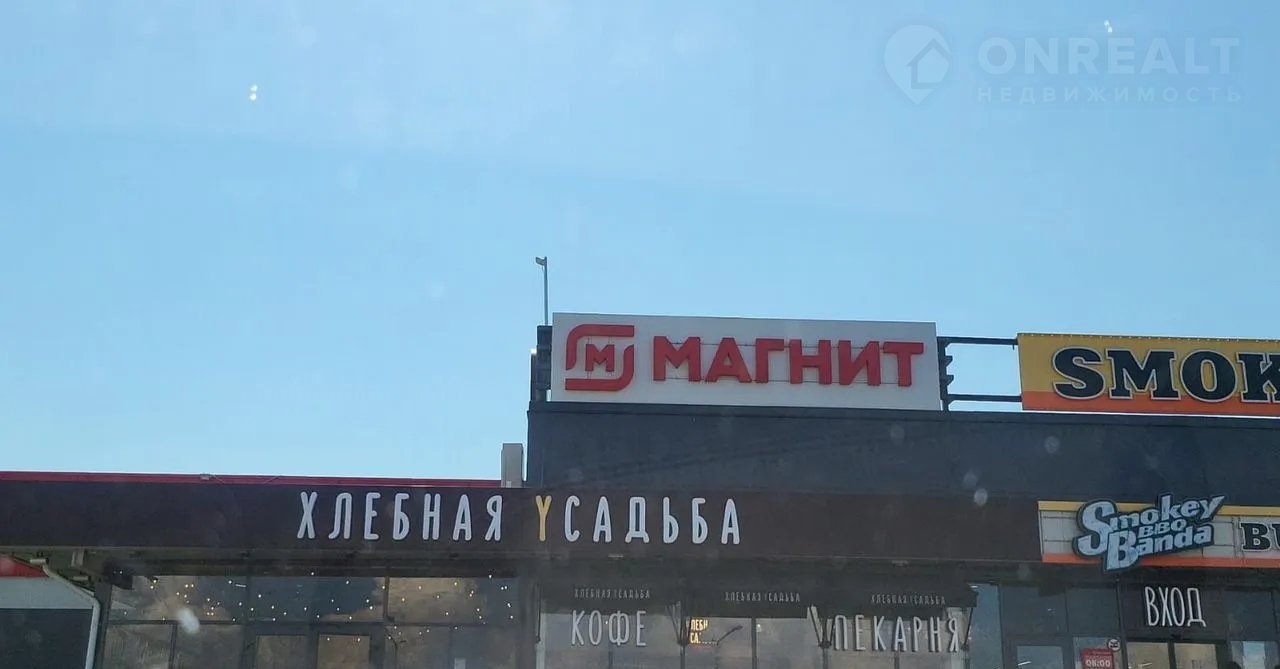 ONREALT
НЕДВИЖИМОСТЬ
М МАГНИТ
SMOK
ХЛЕБНАЯ УСАДЬБА
Smokey
BBQ
Banda
BU
ХЛЕБНАЯ УСАДЬБА
ХЛЕБНАЯ УСАДЬБА
ХЛЕБНАЯ УСАДЬБА
КОФЕ
ПЕКАРНЯ
ВХОД
08:00